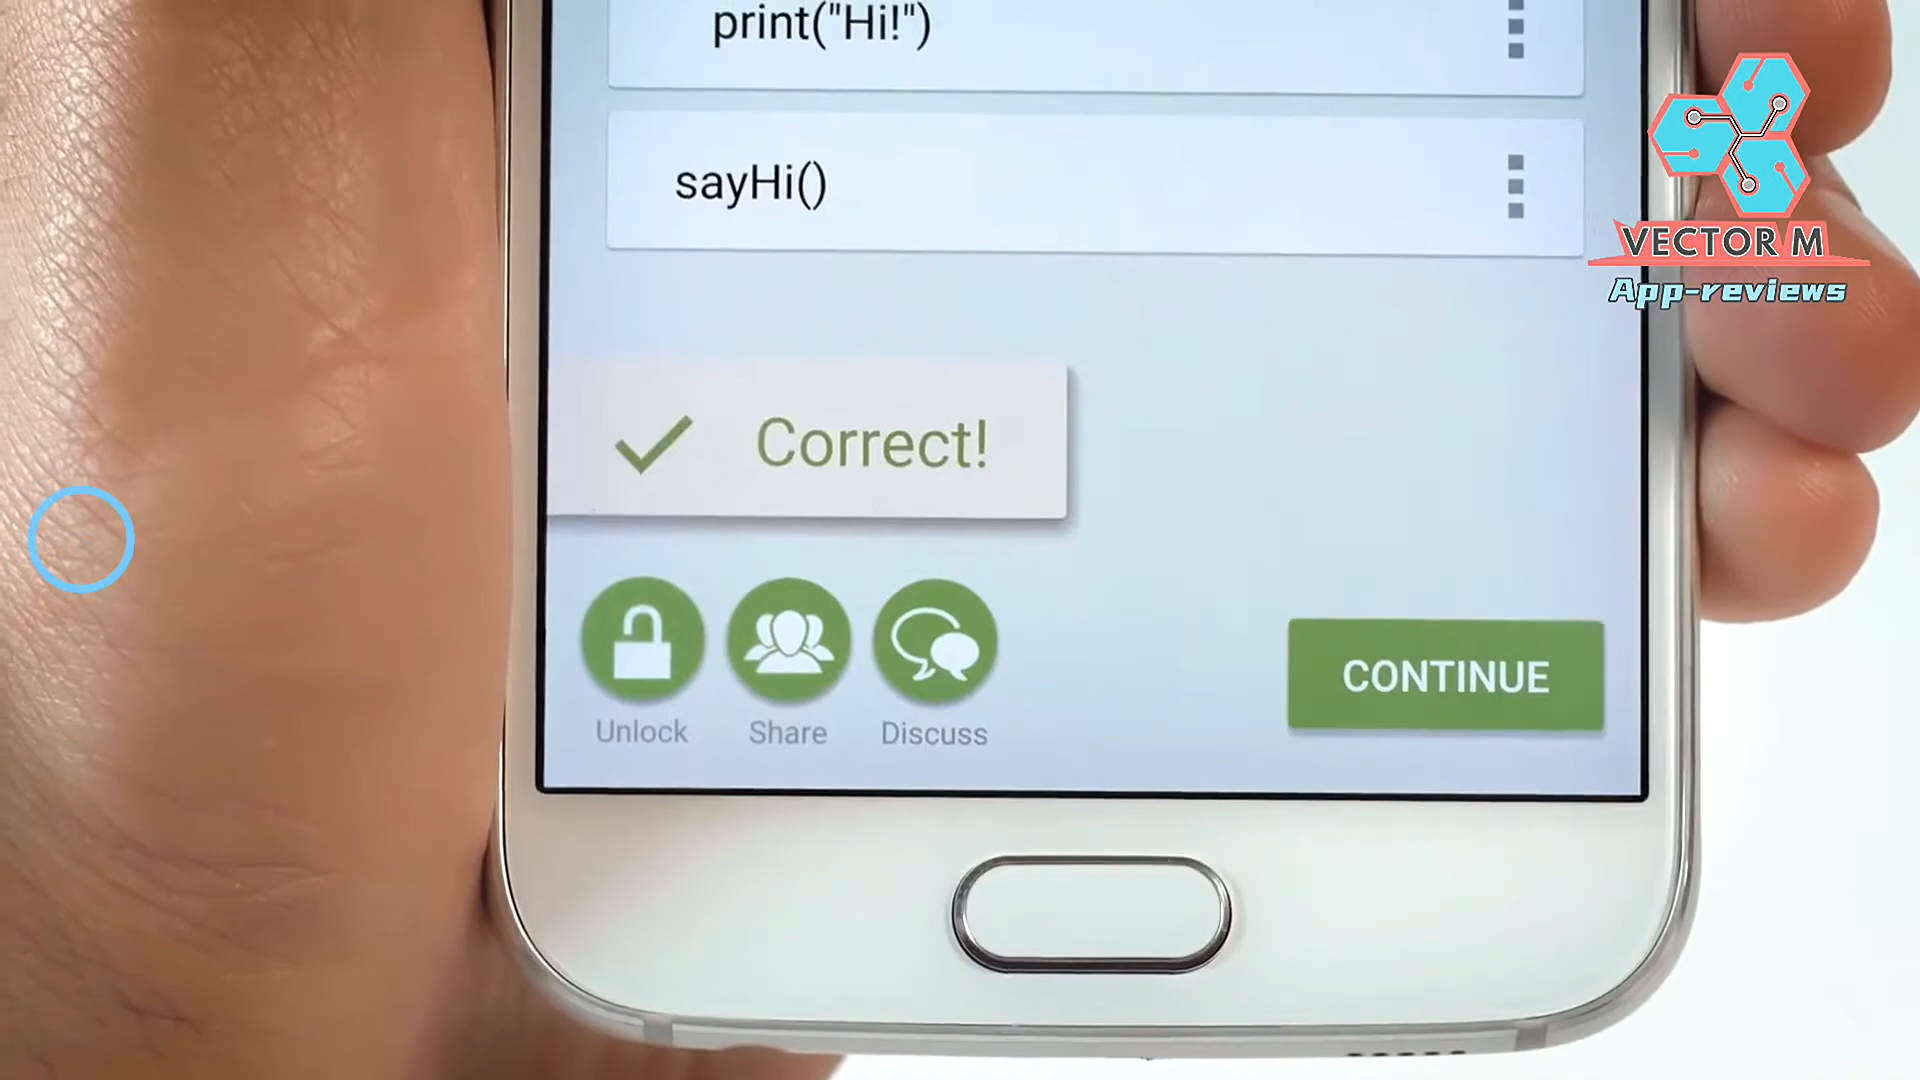 print("Hi!")
sayHi()
VECTOR M
App-reviews
Correct!
Unlock
Share
Discuss
CONTINUE